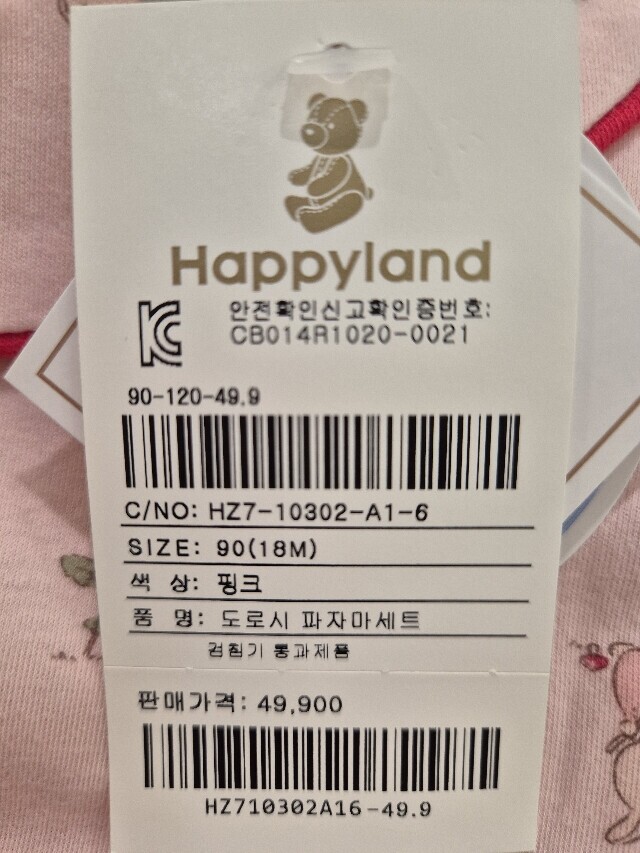 Happyland
안전확인신고확인증번호:
CB014R1020-0021
90-120-49.9
C/NO: HZ7-10302-A1-6
SIZE: 90(18M)
색 상: 핑크
품 명: 도로시 파자마세트
검침기 통과제품
판매가격: 49,900
HZ710302A16-49.9